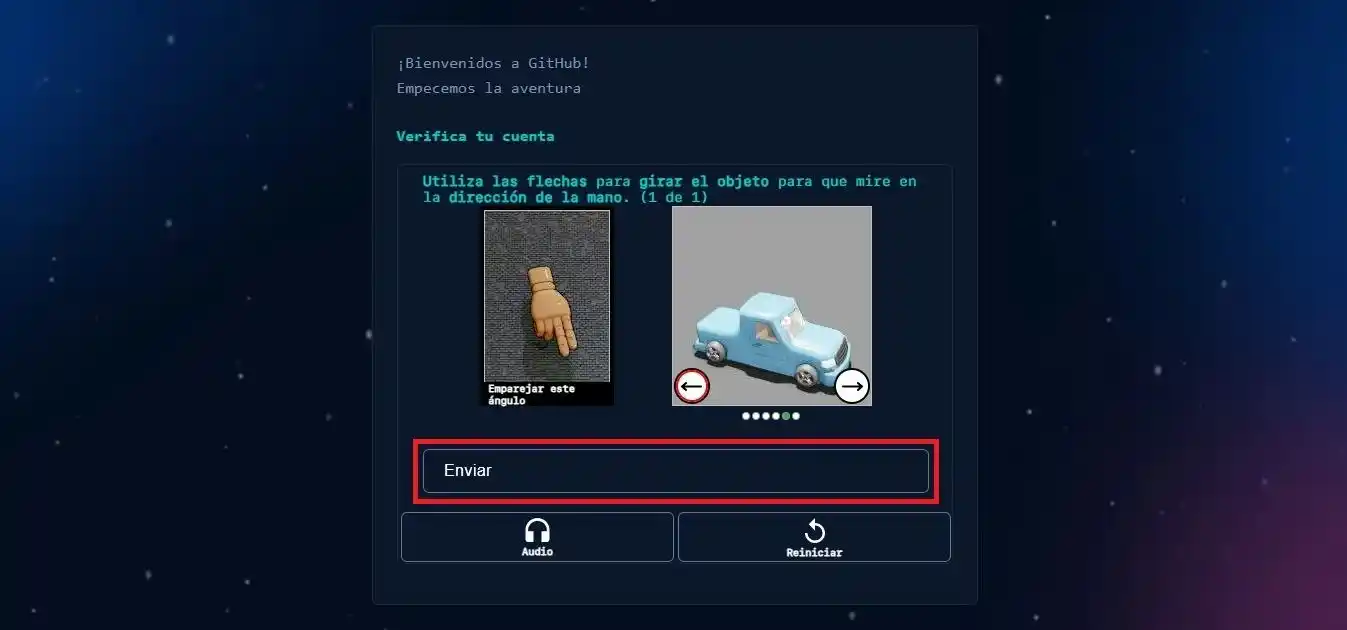 ¡Bienvenidos a GitHub!
Empecemos la aventura
Verifica tu cuenta
Utiliza las flechas para girar el objeto para que mire en
la dirección de la mano. (1 de 1)
Emparejar este
ángulo
Enviar
Audio
Reiniciar